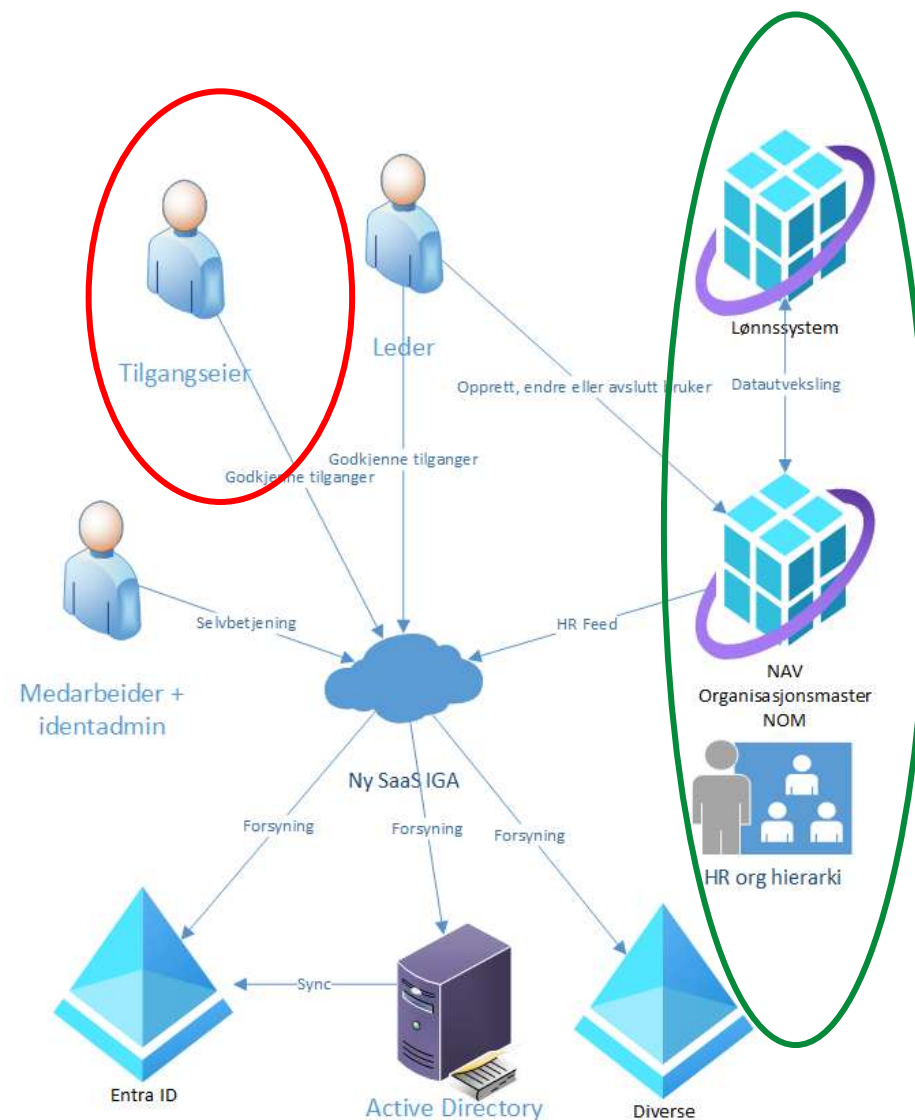 Lønnssystem
Tilgangseier
Leder
Opprett, endre eller avslutt bruker
Datautveksling
Godkjenne tilganger
Godkjenne tilganger
Selvbetjening
HR Feed
Medarbeider +
identadmin
NAV
Organisasjonsmaster
NOM
Ny SaaS IGA
Forsyning
Forsyning
Forsyning
HR org hierarki
Sync
Entra ID
Active Directory
Diverse